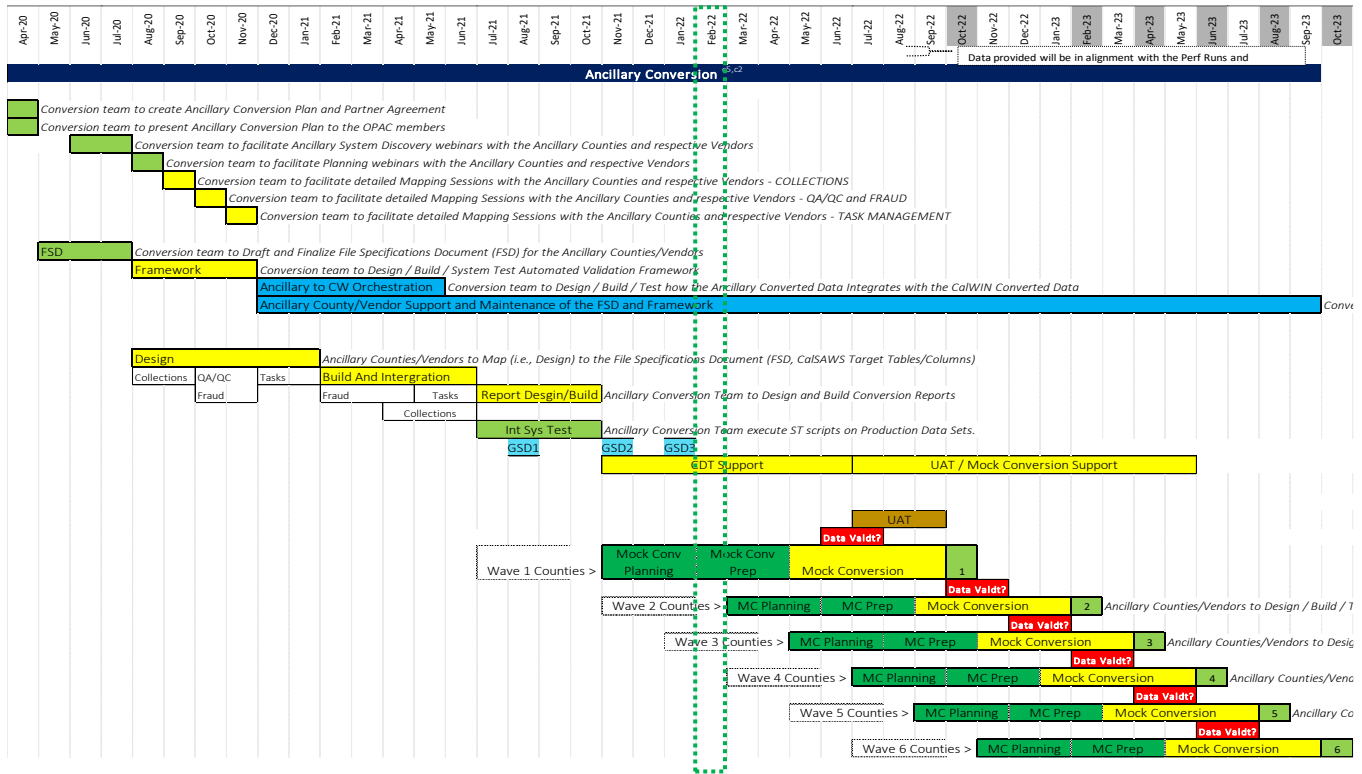 Apr-20 May-20 Jun-20 Jul-20 Aug-20 Sep-20 Oct-20 Nov-20 Dec-20 Jan-21 Feb-21 Mar-21 Apr-21 May-21 Jun-21 Jul-21 Aug-21 Sep-21 Oct-21 Nov-21 Dec-21 Jan-22 Feb-22 Mar-22 Apr-22 May-22 Jun-22 Jul-22 Aug-22 Sep-22 Oct-22 Nov-22 Dec-22 Jan-23 Feb-23 Mar-23 Apr-23 May-23 Jun-23 Jul-23 Aug-23 Sep-23 Oct-23
Data provided will be in alignment with the Perf Runs and
Ancillary Conversion
Conversion team to create Ancillary Conversion Plan and Partner Agreement
Conversion team to present Ancillary Conversion Plan to the OPAC members
Conversion team to facilitate Ancillary System Discovery webinars with the Ancillary Counties and respective Vendors
Conversion team to facilitate Planning webinars with the Ancillary Counties and respective Vendors
Conversion team to facilitate detailed Mapping Sessions with the Ancillary Counties and respective Vendors - COLLECTIONS
Conversion team to facilitate detailed Mapping Sessions with the Ancillary Counties and respective Vendors - QA/QC and FRAUD
Conversion team to facilitate detailed Mapping Sessions with the Ancillary Counties and respective Vendors - TASK MANAGEMENT
FSD Conversion team to Draft and Finalize File Specifications Document (FSD) for the Ancillary Counties/Vendors
Framework Conversion team to Design / Build / System Test Automated Validation Framework
Ancillary to CW Orchestration Conversion team to Design / Build / Test how the Ancillary Converted Data Integrates with the CalWIN Converted Data
Ancillary County/Vendor Support and Maintenance of the FSD and Framework Conve
Design Ancillary Counties/Vendors to Map (i.e., Design) to the File Specifications Document (FSD, CalSAWS Target Tables/Columns)
Collections QA/QC Tasks Build And Intergration
Fraud Fraud Tasks Report Desgin/Build Ancillary Conversion Team to Design and Build Conversion Reports
Collections
Int Sys Test Ancillary Conversion Team execute ST scripts on Production Data Sets.
GSD1 GSD2 GSD3
CDT Support UAT / Mock Conversion Support
UAT
Data Valdt?
Mock Conv Mock Conv
Wave 1 Counties > Planning Prep Mock Conversion 1
Data Valdt?
Wave 2 Counties > MC Planning MC Prep Mock Conversion 2 Ancillary Counties/Vendors to Design / Build / T
Data Valdt?
Wave 3 Counties > MC Planning MC Prep Mock Conversion 3 Ancillary Counties/Vendors to Desig
Data Valdt?
Wave 4 Counties > MC Planning MC Prep Mock Conversion 4 Ancillary Counties/Vend
Data Valdt?
Wave 5 Counties > MC Planning MC Prep Mock Conversion 5 Ancillary Co
Data Valdt?
Wave 6 Counties > MC Planning MC Prep Mock Conversion 6